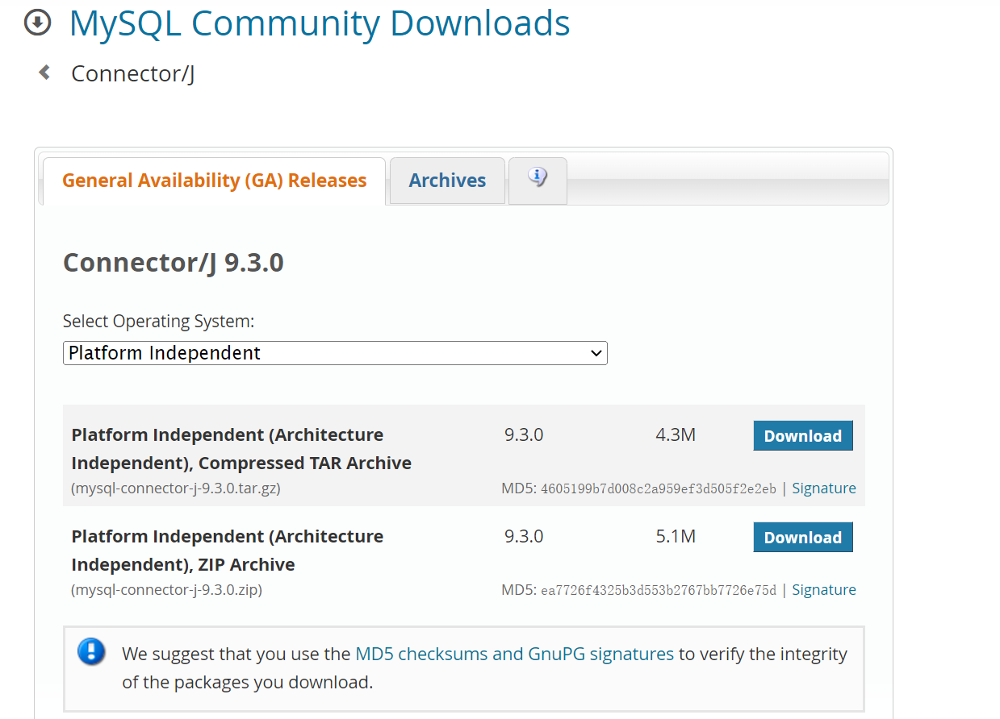 MySQL Community Downloads
Connector/J
General Availability (GA) Releases
Archives
Connector/J 9.3.0
Select Operating System:
Platform Independent
Platform Independent (Architecture
Independent), Compressed TAR Archive
9.3.0
4.3M
Download
(mysql-connector-j-9.3.0.tar.gz)
MD5: 4605199b7d008c2a959ef3d505f2e2eb | Signature
Platform Independent (Architecture
Independent), ZIP Archive
9.3.0
5.1M
Download
(mysql-connector-j-9.3.0.zip)
MD5: ea7726f4325b3d553b2767bb7726e75d | Signature
We suggest that you use the MD5 checksums and GnuPG signatures to verify the integrity
of the packages you download.